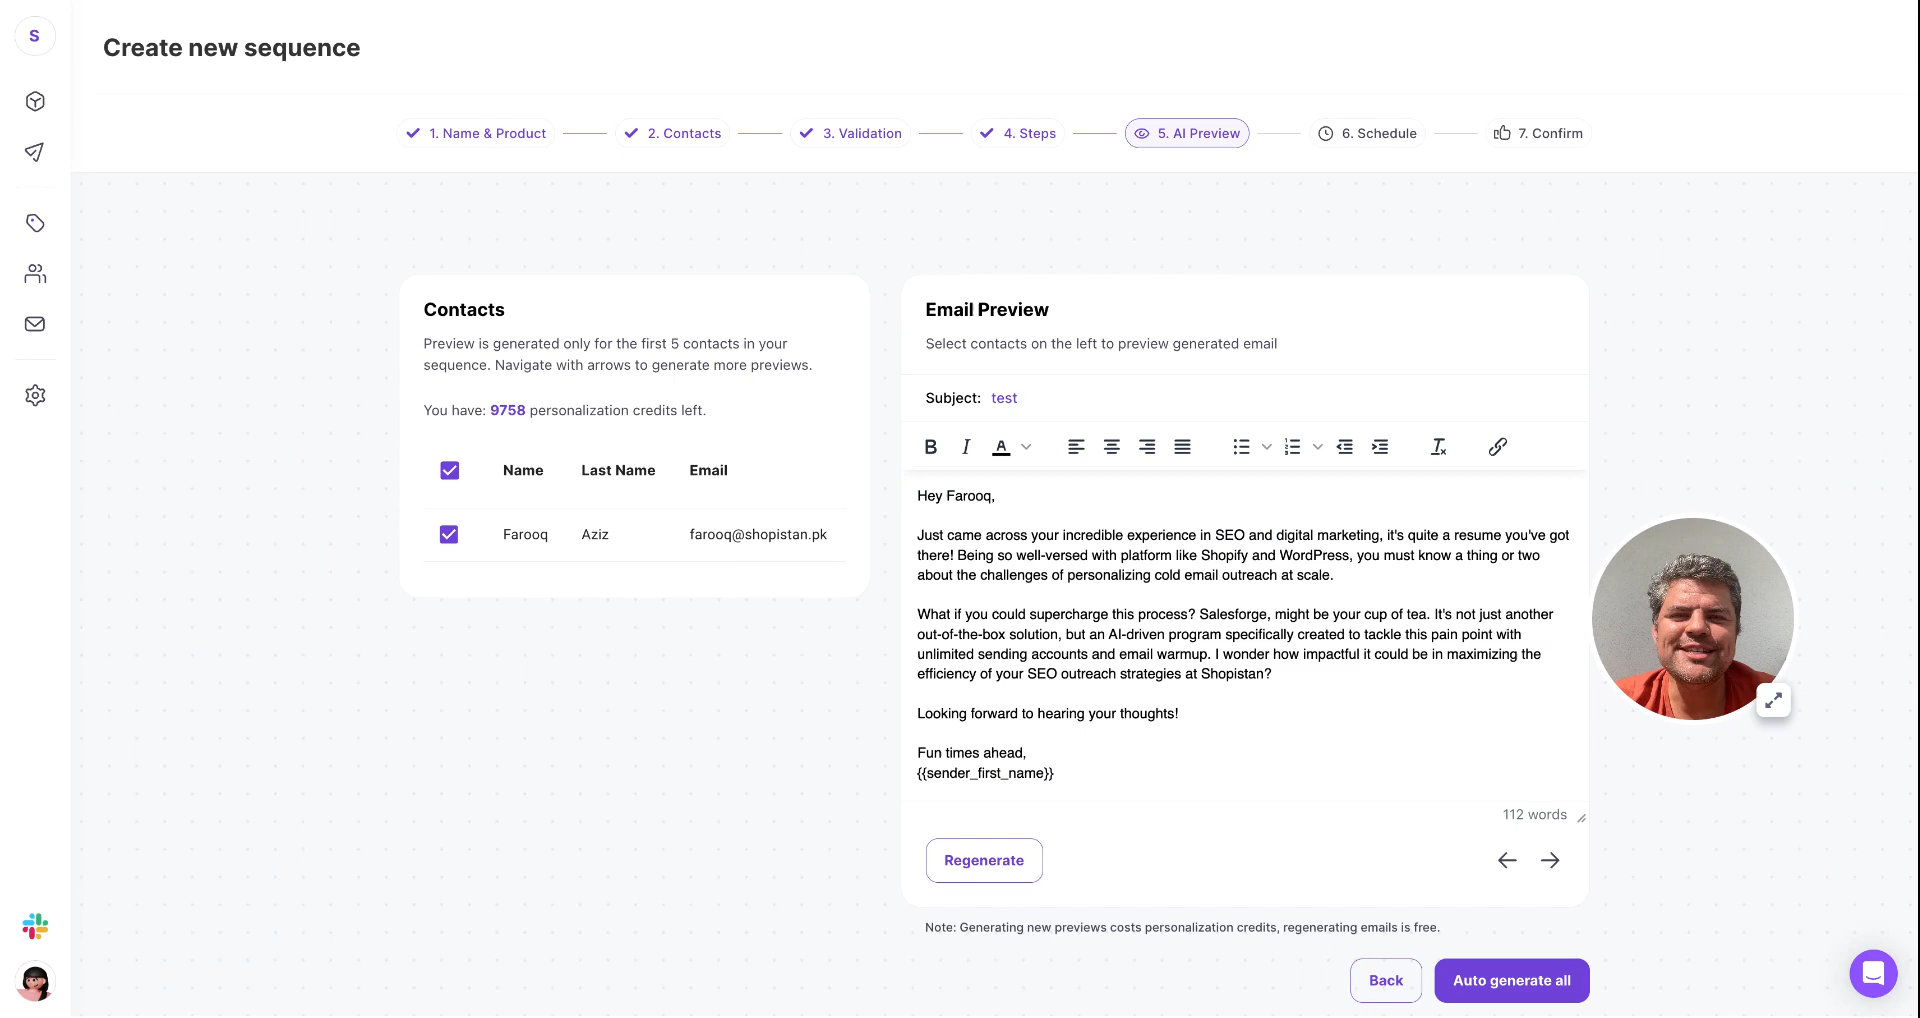 S
Create new sequence
1. Name & Product
2. Contacts
3. Validation
4. Steps
5. AI Preview
6. Schedule
7. Confirm
Contacts
Preview is generated only for the first 5 contacts in your
sequence. Navigate with arrows to generate more previews.
You have: 9758 personalization credits left.
Name Last Name Email
Farooq Aziz farooq@shopistan.pk
Email Preview
Select contacts on the left to preview generated email
Subject: test
B I A
Hey Farooq,
Just came across your incredible experience in SEO and digital marketing, it's quite a resume you've got
there! Being so well-versed with platform like Shopify and WordPress, you must know a thing or two
about the challenges of personalizing cold email outreach at scale.
What if you could supercharge this process? Salesforge, might be your cup of tea. It's not just another
out-of-the-box solution, but an AI-driven program specifically created to tackle this pain point with
unlimited sending accounts and email warmup. I wonder how impactful it could be in maximizing the
efficiency of your SEO outreach strategies at Shopistan?
Looking forward to hearing your thoughts!
Fun times ahead,
{{sender_first_name}}
112 words
Regenerate
Note: Generating new previews costs personalization credits, regenerating emails is free.
Back
Auto generate all